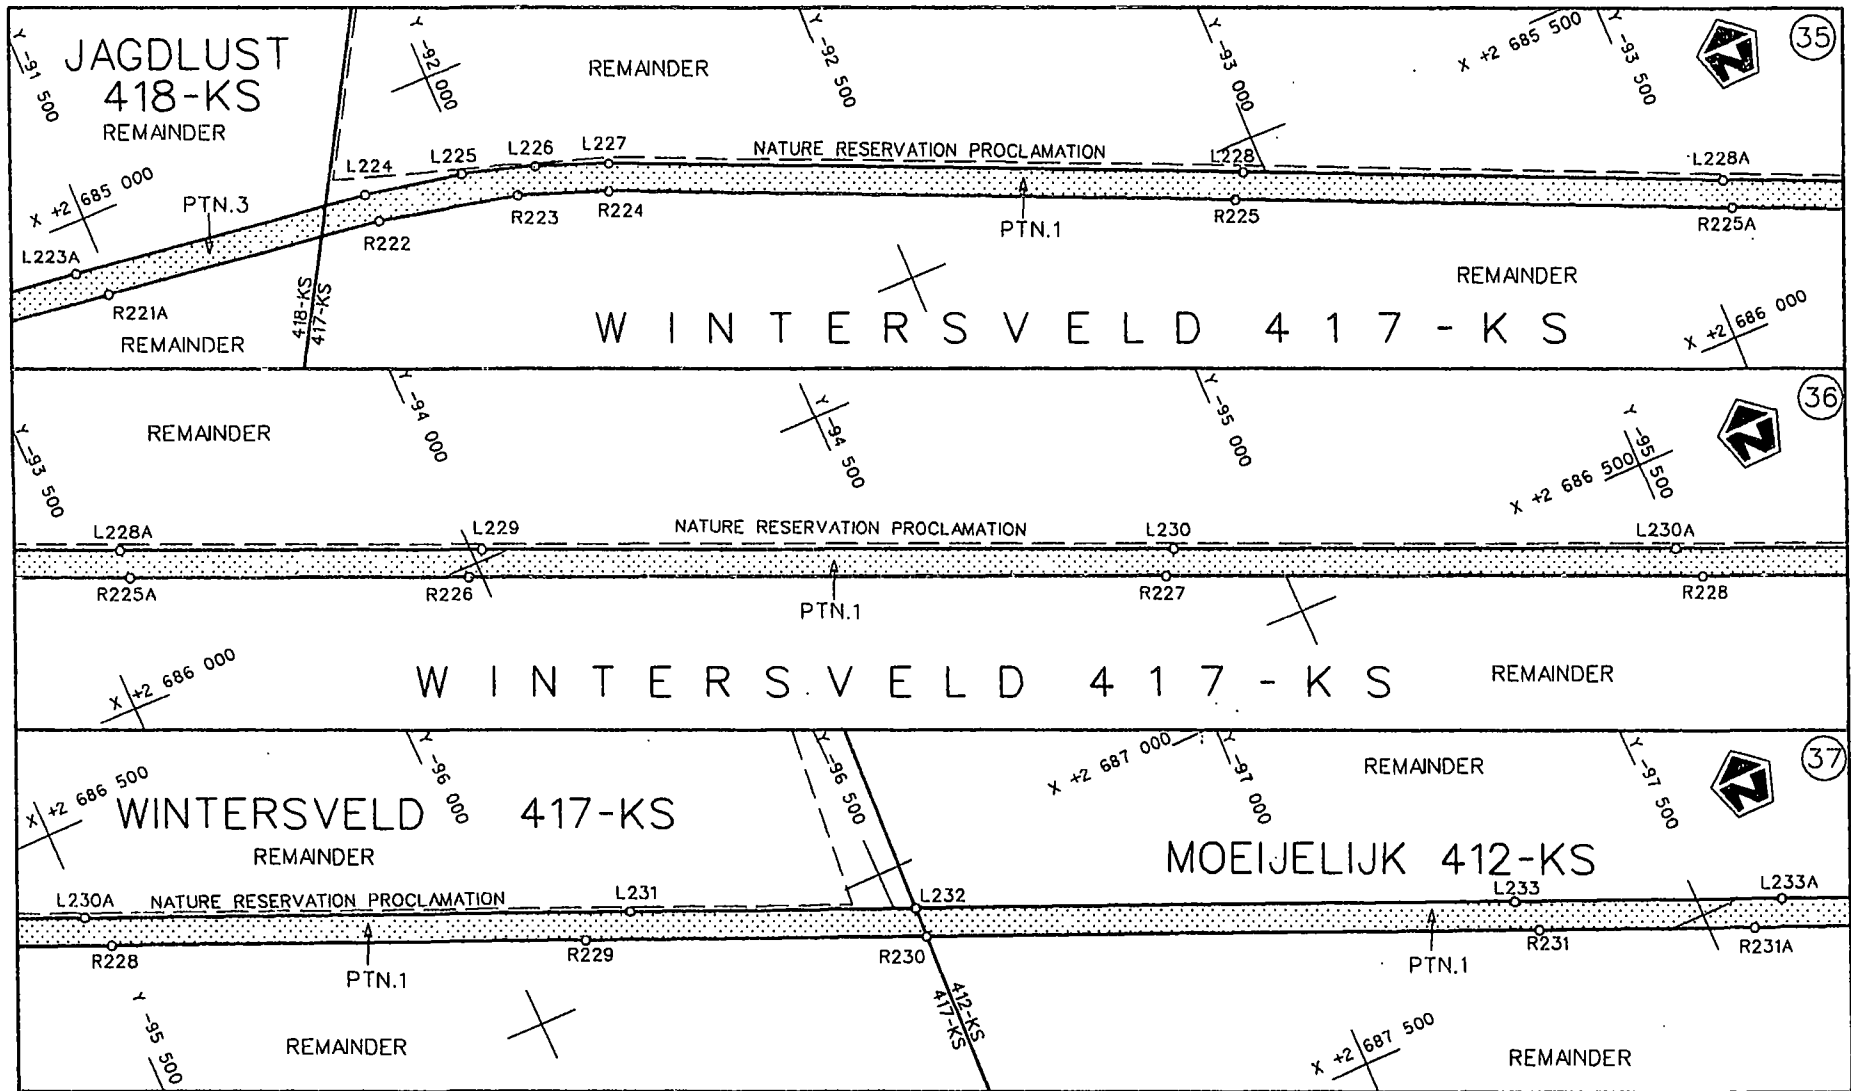 JAGDLUST
418-KS
REMAINDER
Y -91 500
Y -92 000
REMAINDER
Y -92 500
Y -93 000
X +2 685 500
Y -93 500
N
35
L224
L225
L226
L227
NATURE RESERVATION PROCLAMATION
L228
L228A
X +2 685 000
PTN.3
L223A
R222
R223
R224
PTN.1
R225
R225A
R221A
REMAINDER
418-KS
417-KS
REMAINDER
WINTERSVELD 417-KS
X +2 686 000
36
Y -93 500
REMAINDER
Y -94 000
Y -94 500
Y -95 000
X +2 686 500
Y -95 500
N
L228A
L229
NATURE RESERVATION PROCLAMATION
L230
L230A
R225A
R226
PTN.1
R227
R228
X +2 686 000
WINTERSVELD 417-KS
REMAINDER
37
X +2 686 500
Y -96 000
Y -96 500
X +2 687 000
Y -97 000
REMAINDER
Y -97 500
N
WINTERSVELD 417-KS
REMAINDER
MOEIJELIJK 412-KS
L230A
NATURE RESERVATION PROCLAMATION
L231
L232
L233
L233A
R228
PTN.1
R229
R230
PTN.1
R231
R231A
Y -95 500
REMAINDER
412-KS
417-KS
X +2 687 500
REMAINDER